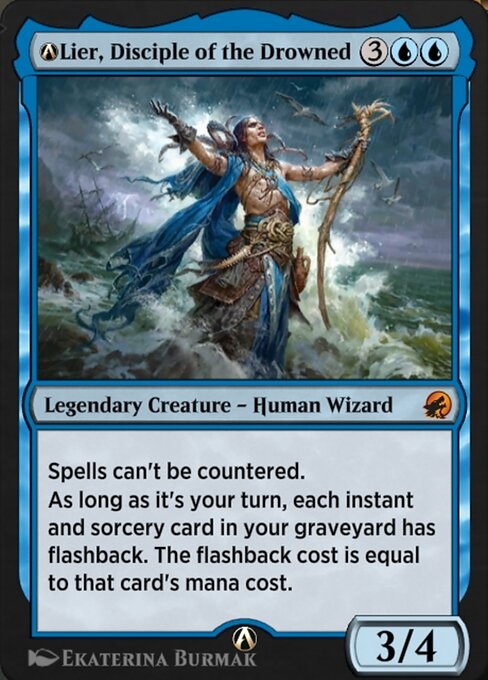 Lier, Disciple of the Drowned 3
Legendary Creature – Human Wizard
Spells can't be countered.
As long as it's your turn, each instant
and sorcery card in your graveyard has
flashback. The flashback cost is equal
to that card's mana cost.
3/4
Ekaterina Burmak